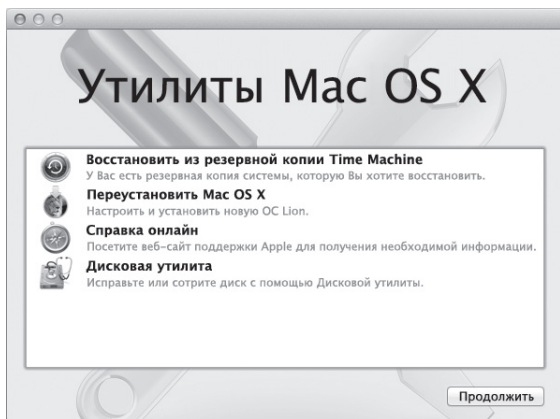 Утилиты Mac OS X
Восстановить из резервной копии Time Machine
У Вас есть резервная копия системы, которую Вы хотите восстановить.
Переустановить Mac OS X
Настроить и установить новую ОС Lion.
Справка онлайн
Посетите веб-сайт поддержки Apple для получения необходимой информации.
Дисковая утилита
Исправьте или сотрите диск с помощью Дисковой утилиты.
Продолжить